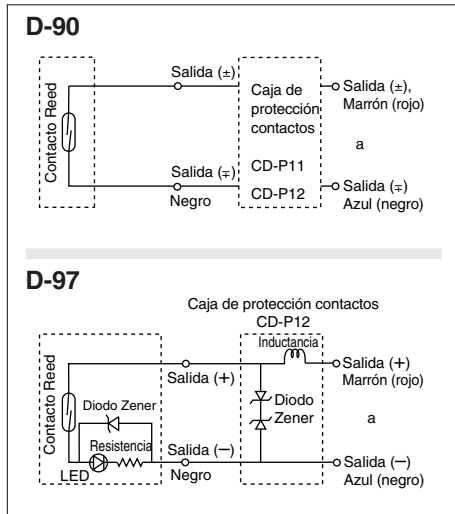 D-90
Contacto Reed
Salida (±)
Salida (∓)
Negro
Caja de
protección
contactos
CD-P11
CD-P12
Salida (±),
Marrón (rojo)
a
Salida (∓)
Azul (negro)
D-97
Caja de protección contactos
CD-P12
Contacto Reed
Inductancia
Salida (+)
Salida (+)
Marrón (rojo)
Diodo Zener
Diodo
Zener
a
Resistencia
LED
Salida (—)
Negro
Salida (—)
Azul (negro)